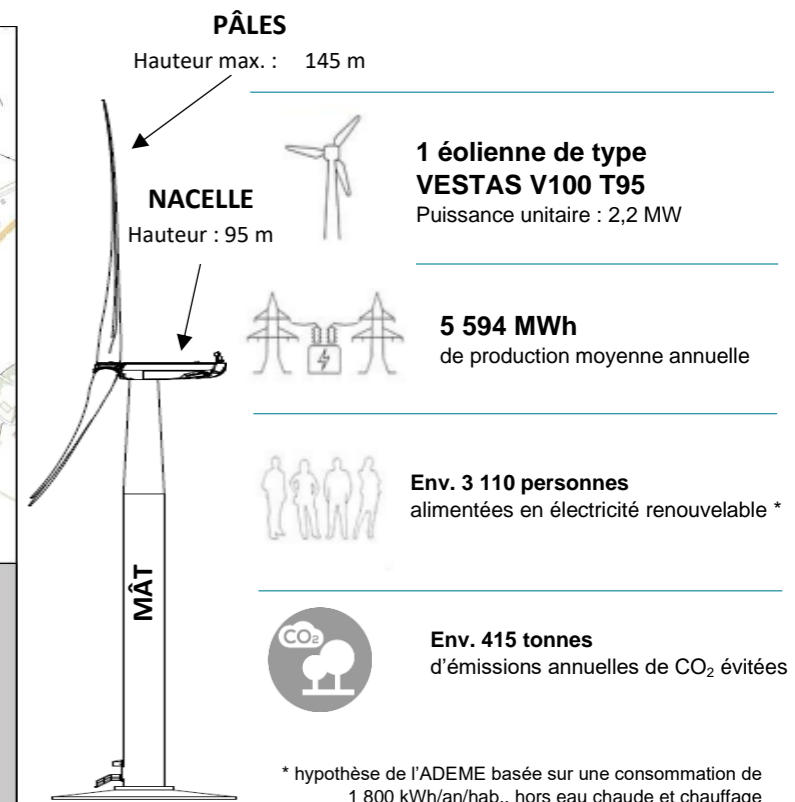 PÂLES
Hauteur max. : 145 m
NACELLE
Hauteur : 95 m
MÂT
1 éolienne de type
VESTAS V100 T95
Puissance unitaire : 2,2 MW
5 594 MWh
de production moyenne annuelle
Env. 3 110 personnes
alimentées en électricité renouvelable *
CO₂
Env. 415 tonnes
d’émissions annuelles de CO₂ évitées
* hypothèse de l’ADEME basée sur une consommation de
1 800 kWh/an/hab., hors eau chaude et chauffage